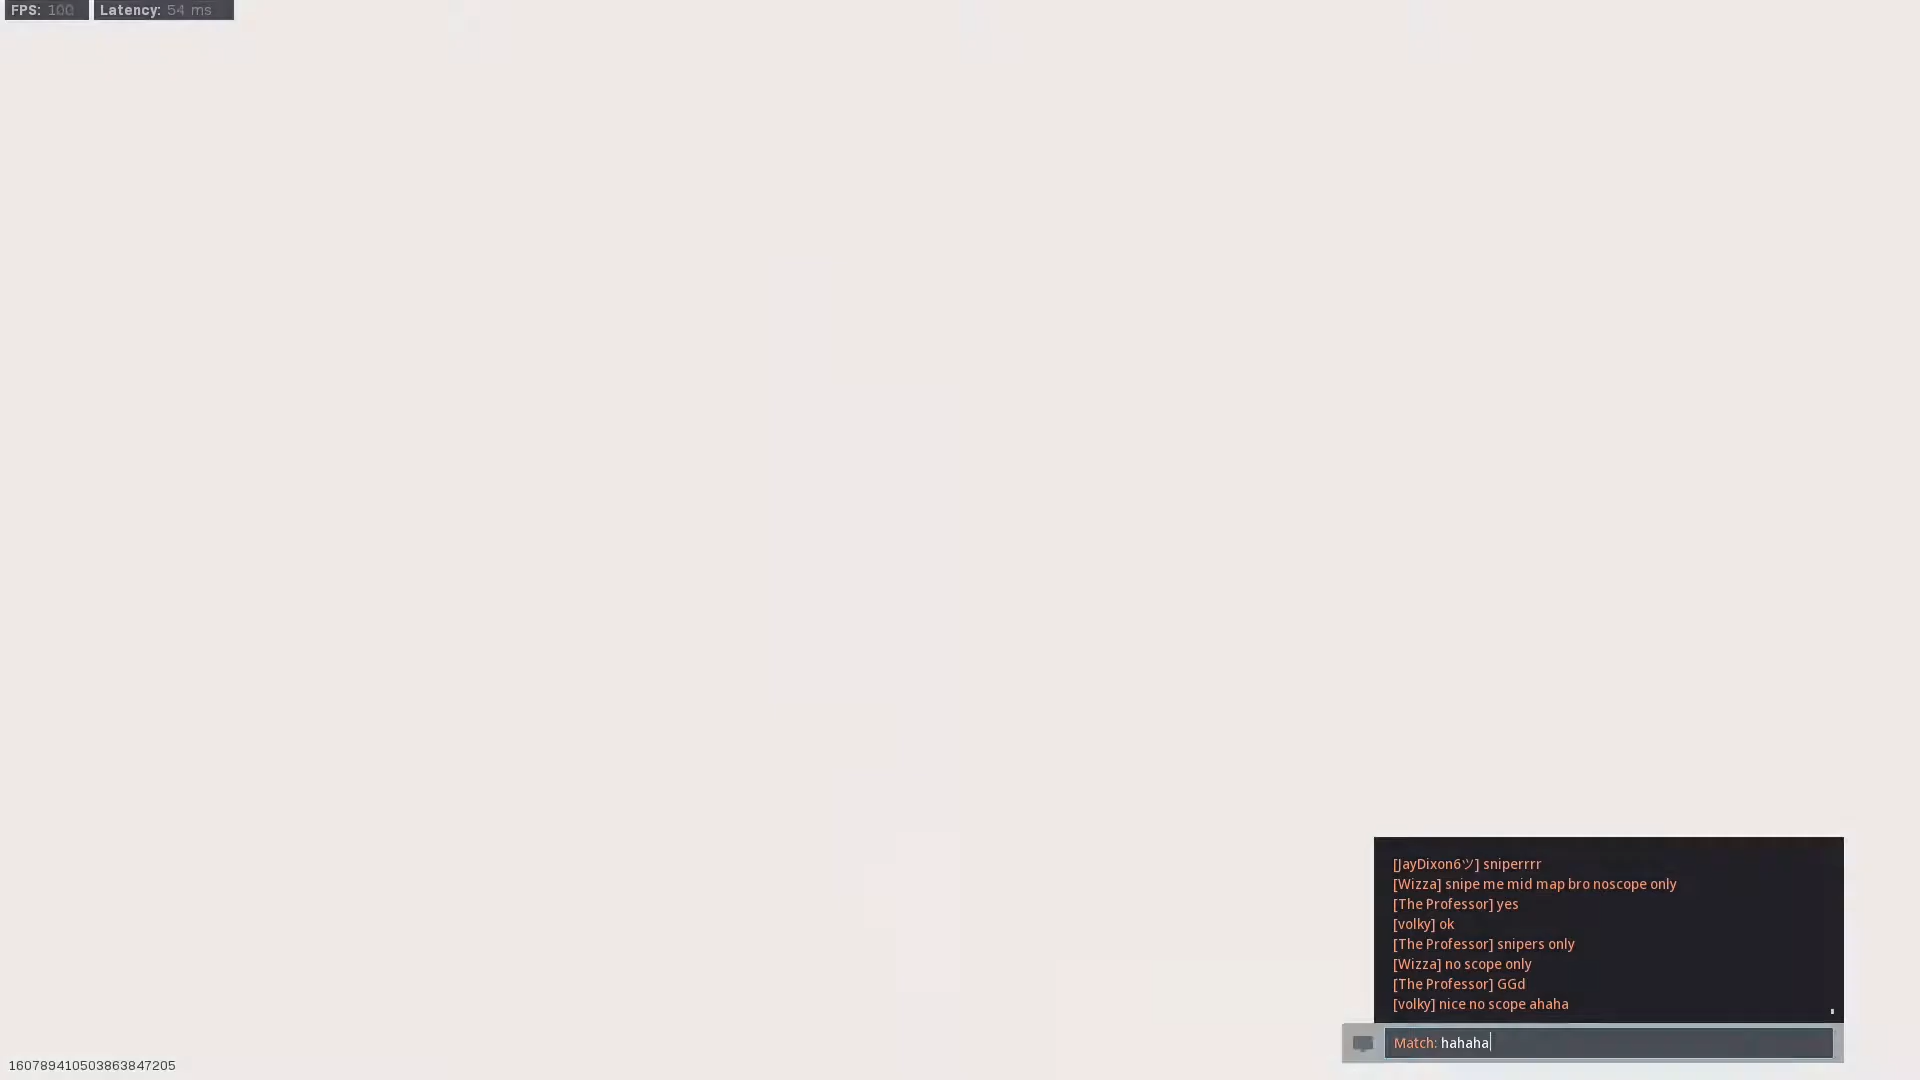 FPS: 100 Latency: 54 ms
[JayDixon6ツ] sniperrrr
[Wizza] snipe me mid map bro noscope only
[The Professor] yes
[volky] ok
[The Professor] snipers only
[Wizza] no scope only
[The Professor] GGd
[volky] nice no scope ahaha
Match: hahaha
160789410503863847205